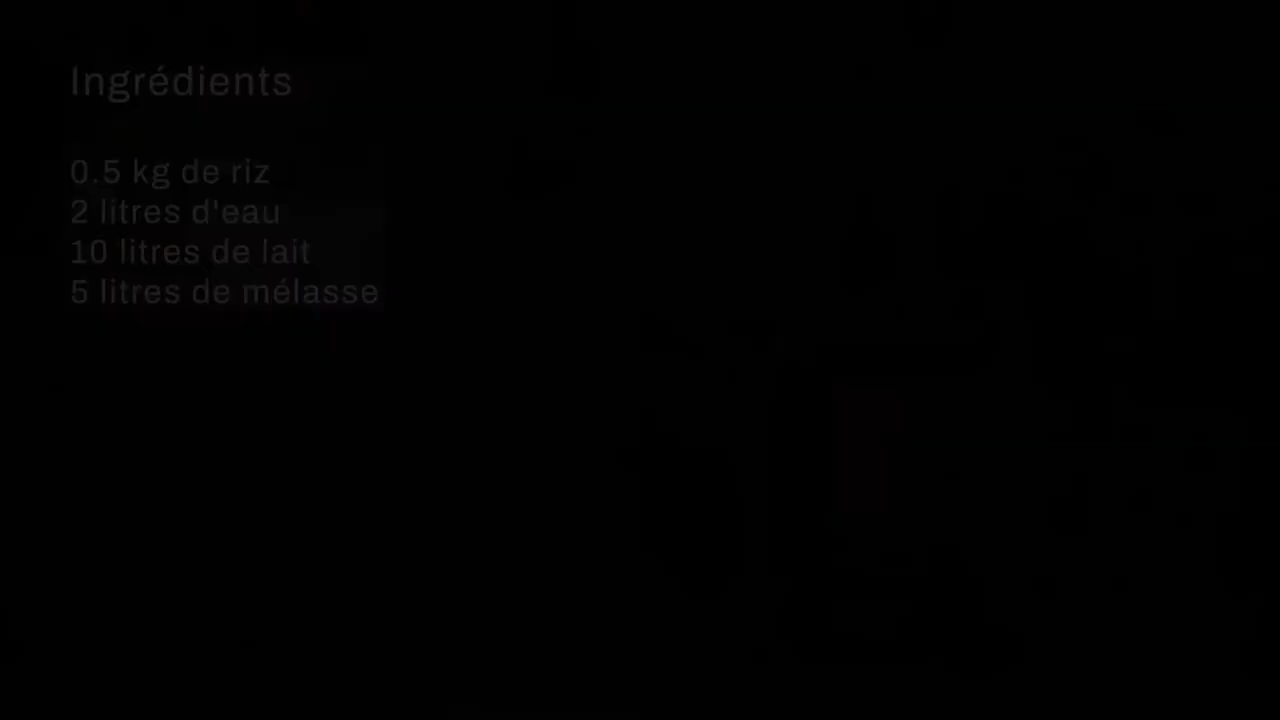 Ingrédients
0.5 kg de riz
2 litres d'eau
10 litres de lait
5 litres de mélasse